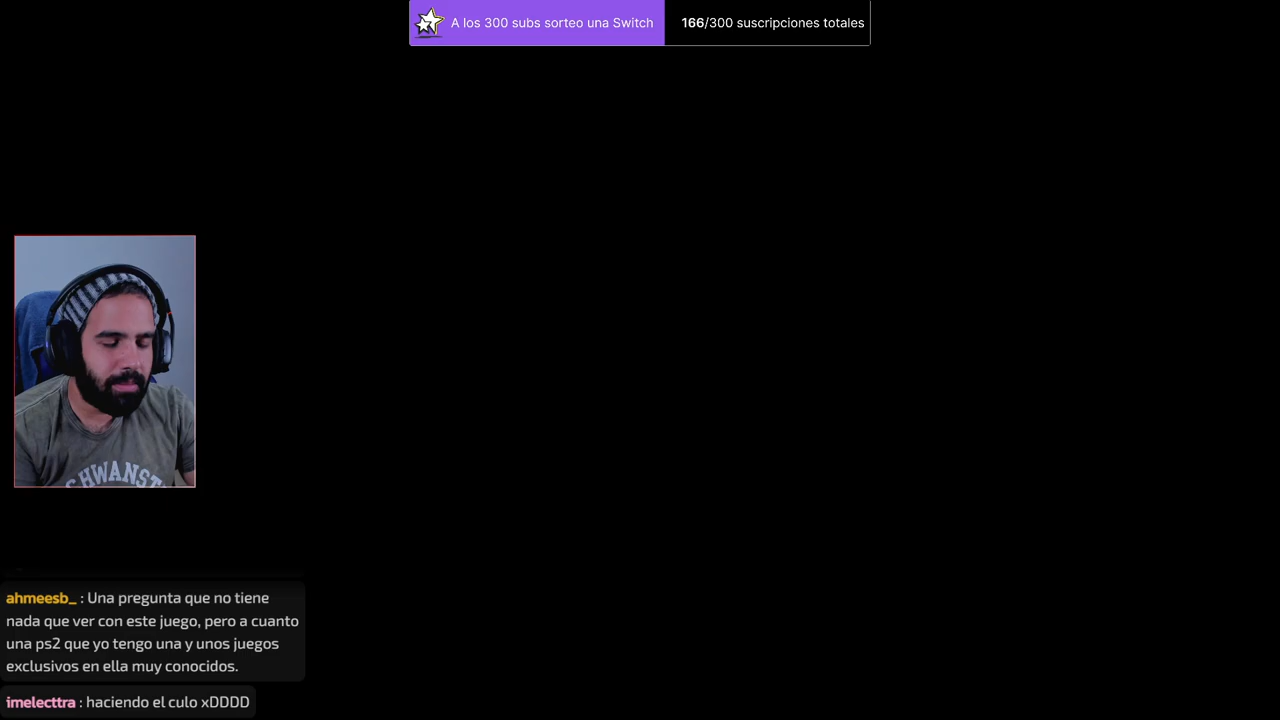 A los 300 subs sorteo una Switch
166/300 suscripciones totales
ahmeesb_ : Una pregunta que no tiene
nada que ver con este juego, pero a cuanto
una ps2 que yo tengo una y unos juegos
exclusivos en ella muy conocidos.
imelecttra : haciendo el culo xDDDD